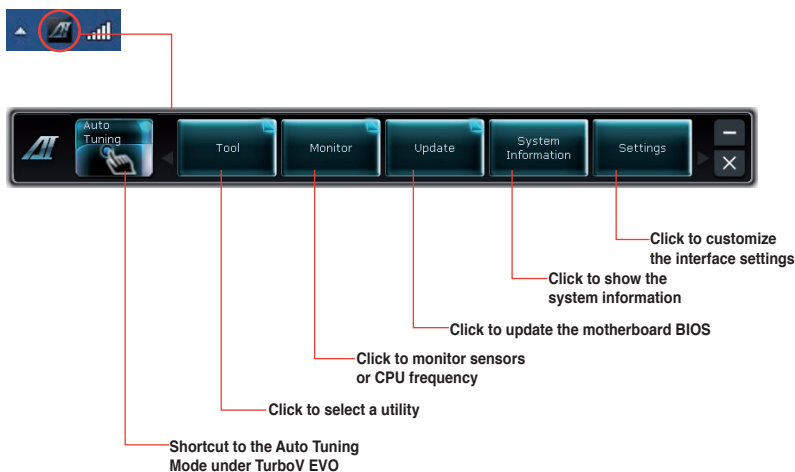 Auto
Tuning
Tool
Monitor
Update
System
Information
Settings
Click to customize
the interface settings
Click to show the
system information
Click to update the motherboard BIOS
Click to monitor sensors
or CPU frequency
Click to select a utility
Shortcut to the Auto Tuning
Mode under TurboV EVO